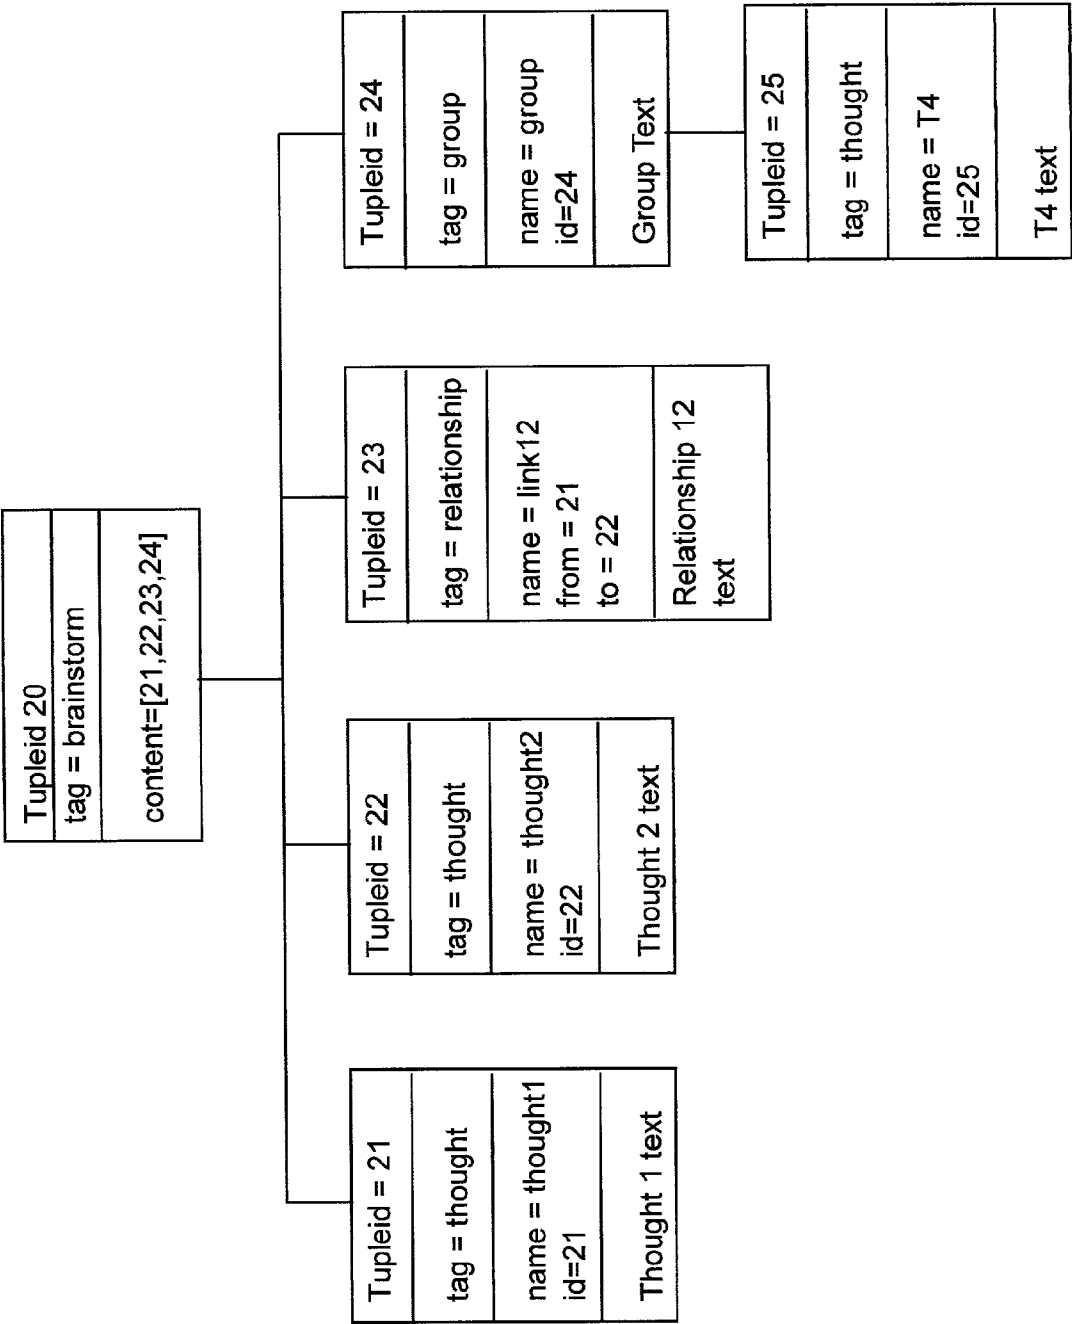 Tupleid 20
tag = brainstorm
content=[21,22,23,24]
Tupleid = 21
tag = thought
name = thought1
id=21
Thought 1 text
Tupleid = 22
tag = thought
name = thought2
id=22
Thought 2 text
Tupleid = 23
tag = relationship
name = link12
from = 21
to = 22
Relationship 12
text
Tupleid = 24
tag = group
name = group
id=24
Group Text
Tupleid = 25
tag = thought
name = T4
id=25
T4 text